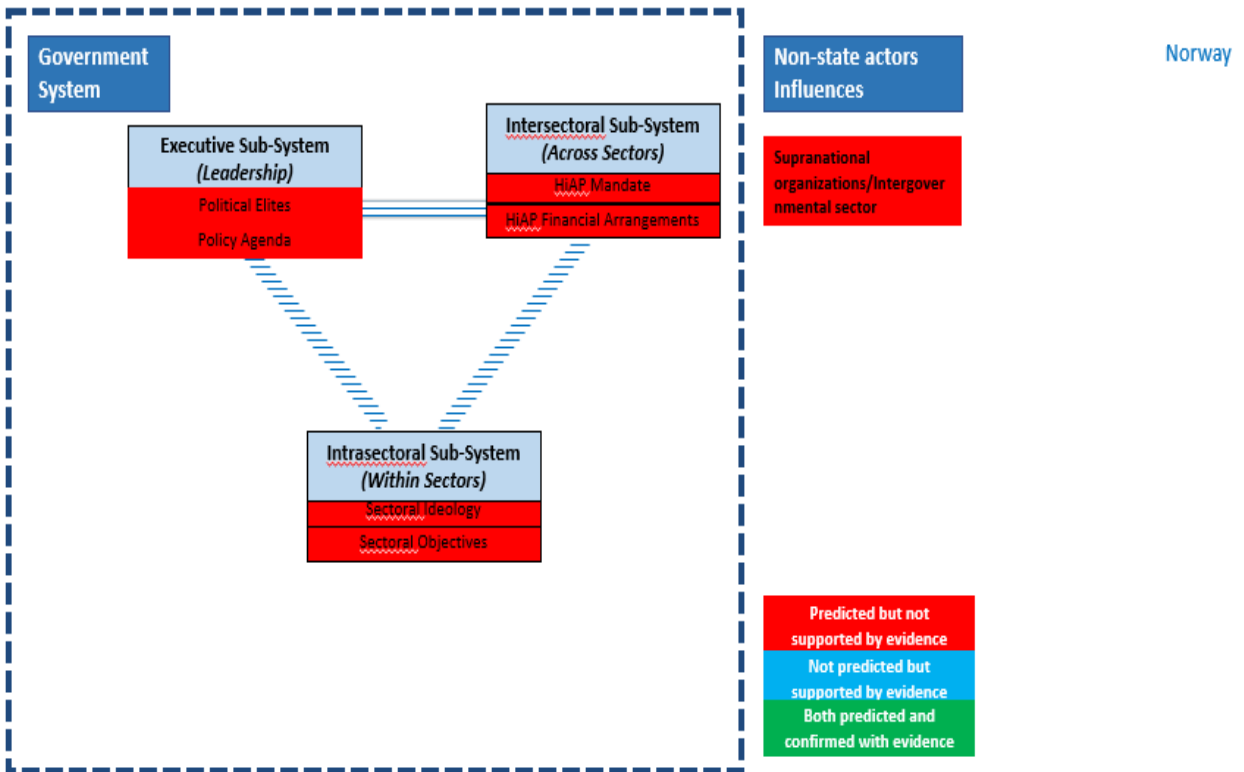 Government
System
Non-state actors
Influences
Norway
Executive Sub-System
(Leadership)
Political Elites
Policy Agenda
Intersectoral Sub-System
(Across Sectors)
HiAP Mandate
HiAP Financial Arrangements
Supranational
organizations/Intergover
nmental sector
Intrasectoral Sub-System
(Within Sectors)
Sectoral Ideology
Sectoral Objectives
Predicted but not
supported by evidence
Not predicted but
supported by evidence
Both predicted and
confirmed with evidence